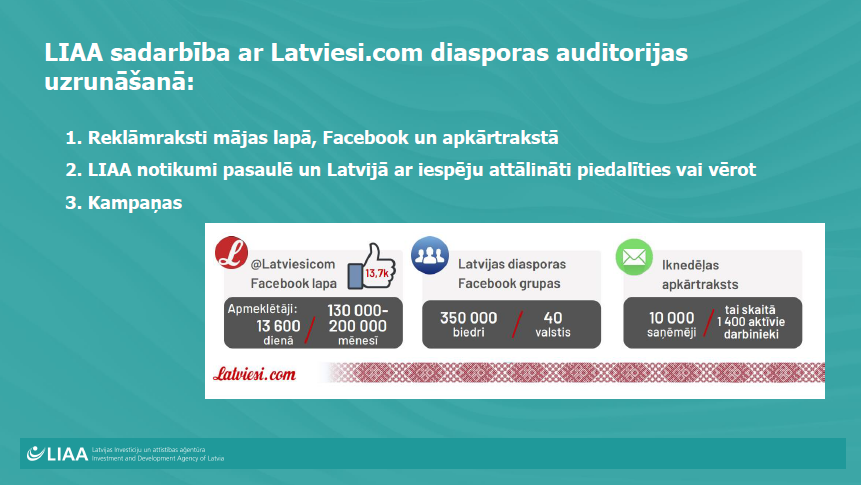 LIAA sadarbība ar Latviesi.com diasporas auditorijas
uzrunāšanā:
1. Reklāmraksti mājas lapā, Facebook un apkārtrakstā
2. LIAA notikumi pasaulē un Latvijā ar iespēju attālināti piedalīties vai vērot
3. Kampaņas
L
@Latviesicom
Facebook lapa
13,7k
Apmeklētāji:
13 600
dienā
/
130 000-
200 000
mēnesī
Latvijas diasporas
Facebook grupas
350 000
biedri
/
40
valstis
Iknedēļas
apkārtraksts
10 000
saņēmēji
/
tai skaitā
1 400 aktīvie
darbinieki
Latviesi.com
LIAA
Latvijas Investīciju un attīstības aģentūra
Investment and Development Agency of Latvia